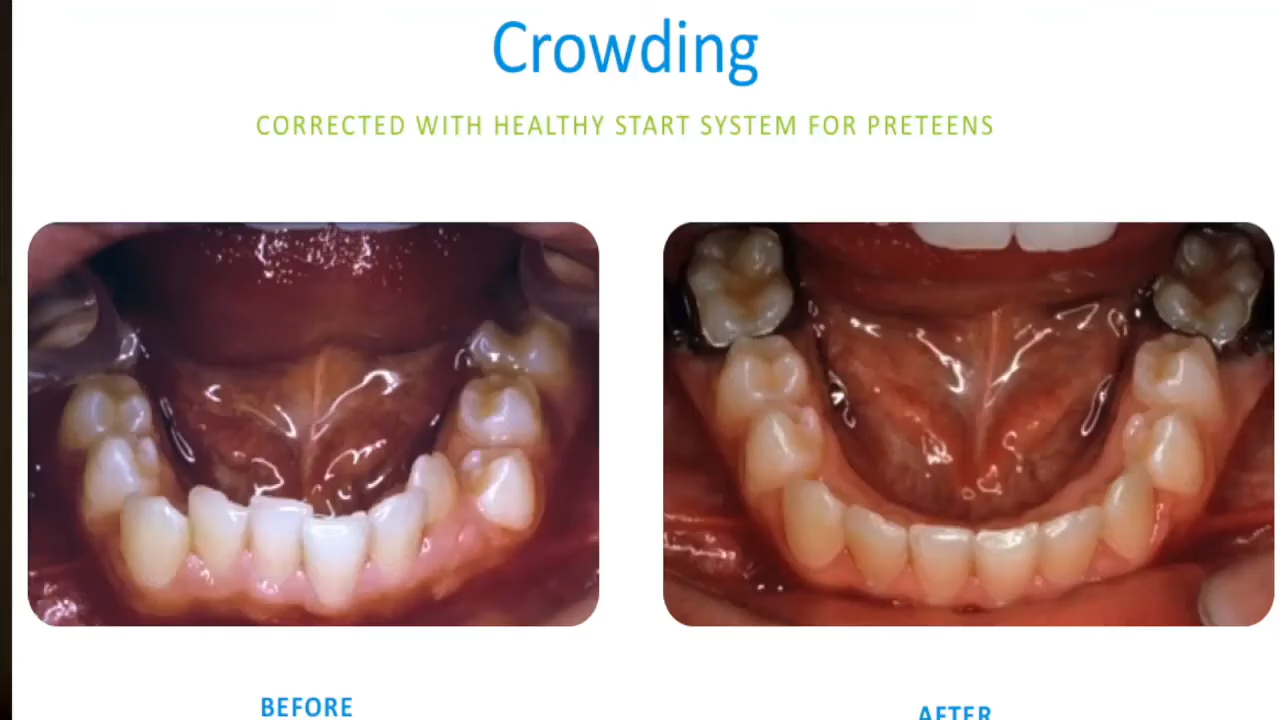 Crowding
CORRECTED WITH HEALTHY START SYSTEM FOR PRETEENS
BEFORE
AFTER